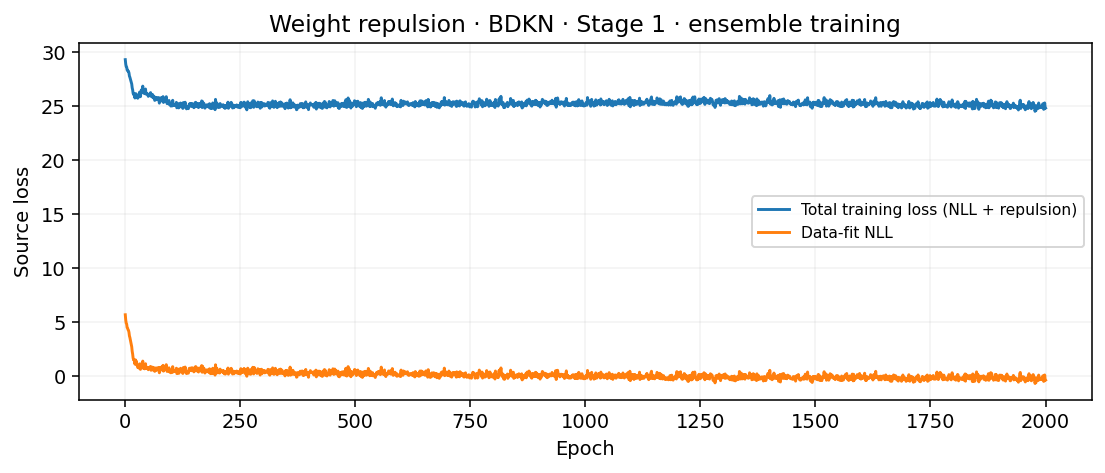 Weight repulsion · BDKN · Stage 1 · ensemble training
Source loss
30
25
20
15
10
5
0
Total training loss (NLL + repulsion)
Data-fit NLL
0 250 500 750 1000 1250 1500 1750 2000
Epoch